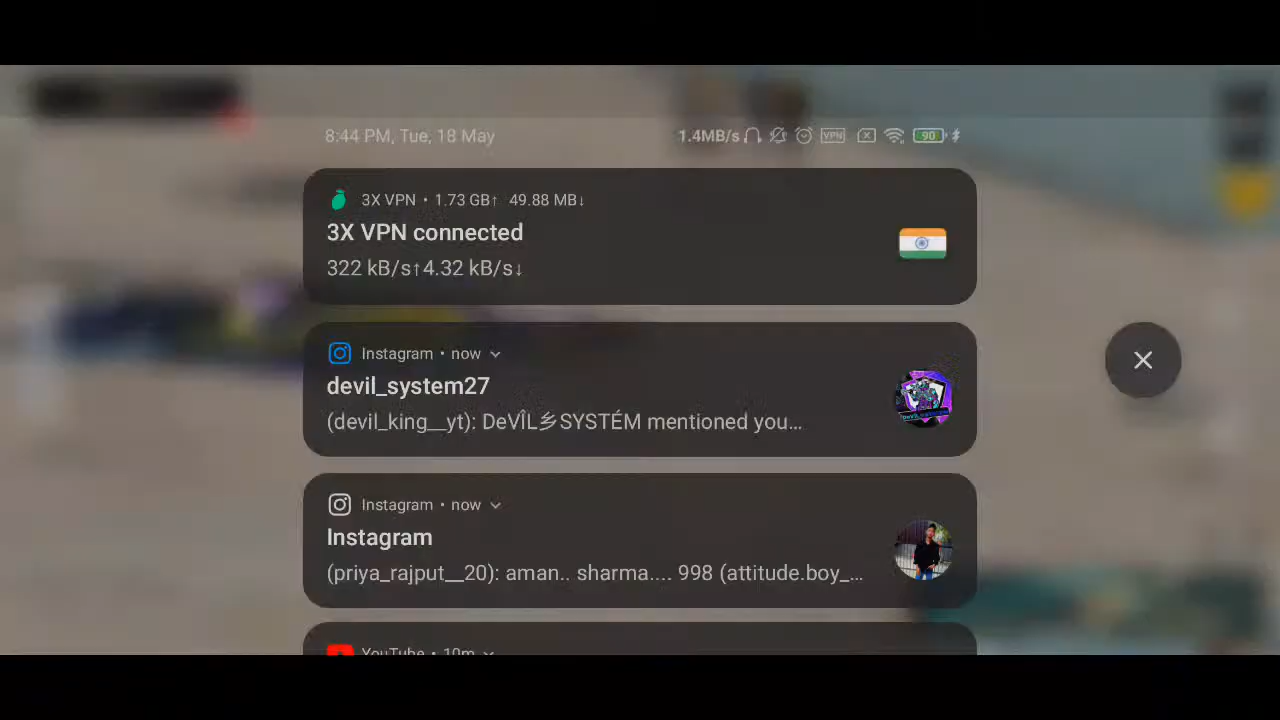 8:44 PM, Tue, 18 May 1.4MB/s VPN 90
3X VPN • 1.73 GB↑ 49.88 MB↓
3X VPN connected
322 kB/s↑4.32 kB/s↓
Instagram • now
devil_system27
(devil_king__yt): DeVÎL乡SYSTÉM mentioned you…
Instagram • now
Instagram
(priya_rajput__20): aman.. sharma.... 998 (attitude.boy_…
YouTube • 10m